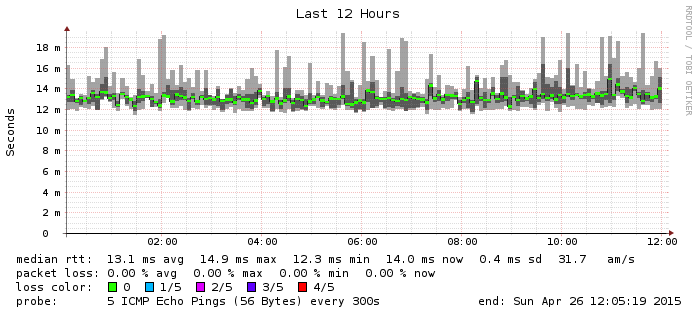 Last 12 Hours
RRDTOOL / TOBI OETIKER
Seconds
18 m
16 m
14 m
12 m
10 m
8 m
6 m
4 m
2 m
0
02:00 04:00 06:00 08:00 10:00 12:00
median rtt: 13.1 ms avg 14.9 ms max 12.3 ms min 14.0 ms now 0.4 ms sd 31.7 am/s
packet loss: 0.00 % avg 0.00 % max 0.00 % min 0.00 % now
loss color: 0 1/5 2/5 3/5 4/5
probe: 5 ICMP Echo Pings (56 Bytes) every 300s end: Sun Apr 26 12:05:19 2015